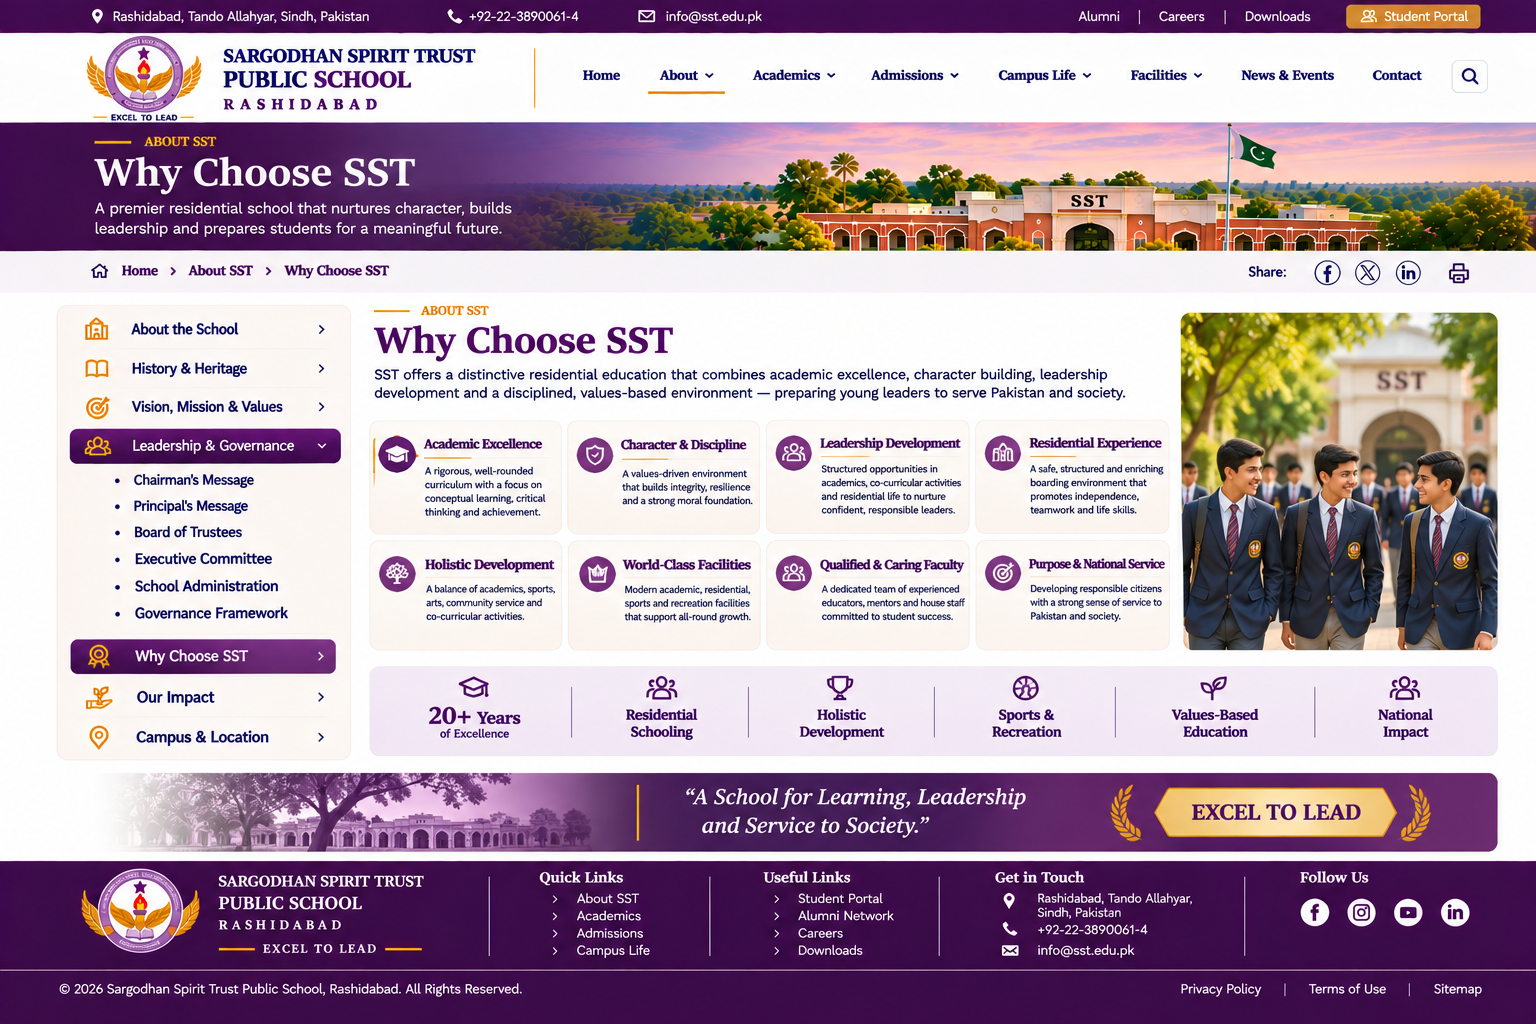 Rashidabad, Tando Allahyar, Sindh, Pakistan
+92-22-3890061-4
info@sst.edu.pk
Alumni
Careers
Downloads
Student Portal
SARGODHAN SPIRIT TRUST
PUBLIC SCHOOL
RASHIDABAD
EXCEL TO LEAD
Home
About
Academics
Admissions
Campus Life
Facilities
News & Events
Contact
ABOUT SST
Why Choose SST
A premier residential school that nurtures character, builds
leadership and prepares students for a meaningful future.
SST
Home
About SST
Why Choose SST
Share:
About the School
History & Heritage
Vision, Mission & Values
Leadership & Governance
• Chairman's Message
• Principal's Message
• Board of Trustees
• Executive Committee
• School Administration
• Governance Framework
Why Choose SST
Our Impact
Campus & Location
ABOUT SST
Why Choose SST
SST offers a distinctive residential education that combines academic excellence, character building, leadership
development and a disciplined, values-based environment — preparing young leaders to serve Pakistan and society.
Academic Excellence
A rigorous, well-rounded
curriculum with a focus on
conceptual learning, critical
thinking and achievement.
Character & Discipline
A values-driven environment
that builds integrity, resilience
and a strong moral foundation.
Leadership Development
Structured opportunities in
academics, co-curricular activities
and residential life to nurture
confident, responsible leaders.
Residential Experience
A safe, structured and enriching
boarding environment that
promotes independence,
teamwork and life skills.
Holistic Development
A balance of academics, sports,
arts, community service and
co-curricular activities.
World-Class Facilities
Modern academic, residential,
sports and recreation facilities
that support all-round growth.
Qualified & Caring Faculty
A dedicated team of experienced
educators, mentors and house staff
committed to student success.
Purpose & National Service
Developing responsible citizens
with a strong sense of service to
Pakistan and society.
SST
20+ Years
of Excellence
Residential
Schooling
Holistic
Development
Sports &
Recreation
Values-Based
Education
National
Impact
“A School for Learning, Leadership
and Service to Society.”
EXCEL TO LEAD
SARGODHAN SPIRIT TRUST
PUBLIC SCHOOL
RASHIDABAD
EXCEL TO LEAD
Quick Links
About SST
Academics
Admissions
Campus Life
Useful Links
Student Portal
Alumni Network
Careers
Downloads
Get in Touch
Rashidabad, Tando Allahyar,
Sindh, Pakistan
+92-22-3890061-4
info@sst.edu.pk
Follow Us
© 2026 Sargodhan Spirit Trust Public School, Rashidabad. All Rights Reserved.
Privacy Policy
Terms of Use
Sitemap